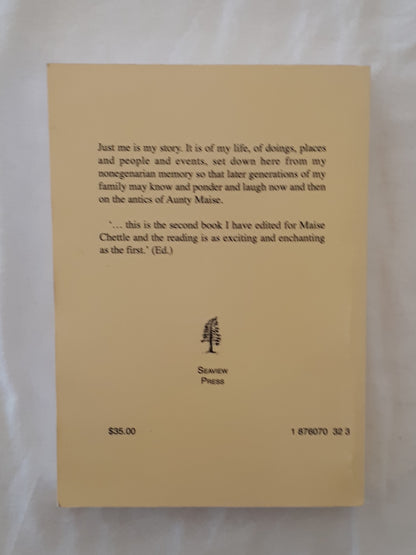 Just me is my story. It is of my life, of doings, places
and people and events, set down here from my
nonegenarian memory so that later generations of my
family may know and ponder and laugh now and then
on the antics of Aunty Maise.
‘... this is the second book I have edited for Maise
Chettle and the reading is as exciting and enchanting
as the first.’ (Ed.)
SEAVIEW
PRESS
$35.00
1 876070 32 3